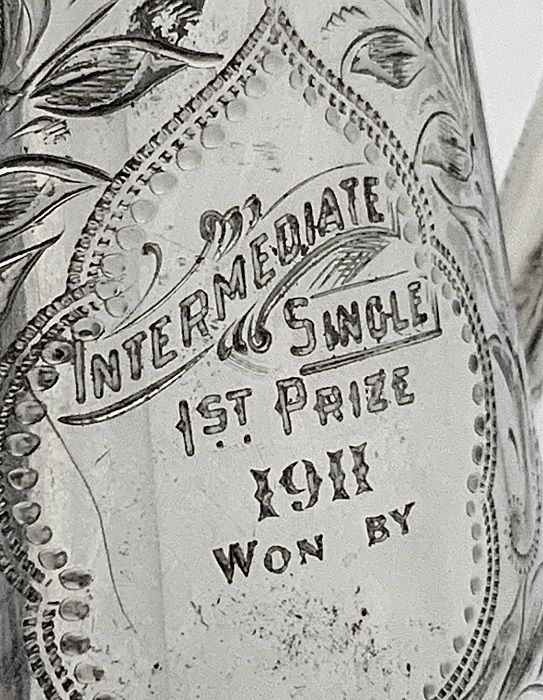 INTERMEDIATE
SINGLE
1ST PRIZE
1911
WON BY